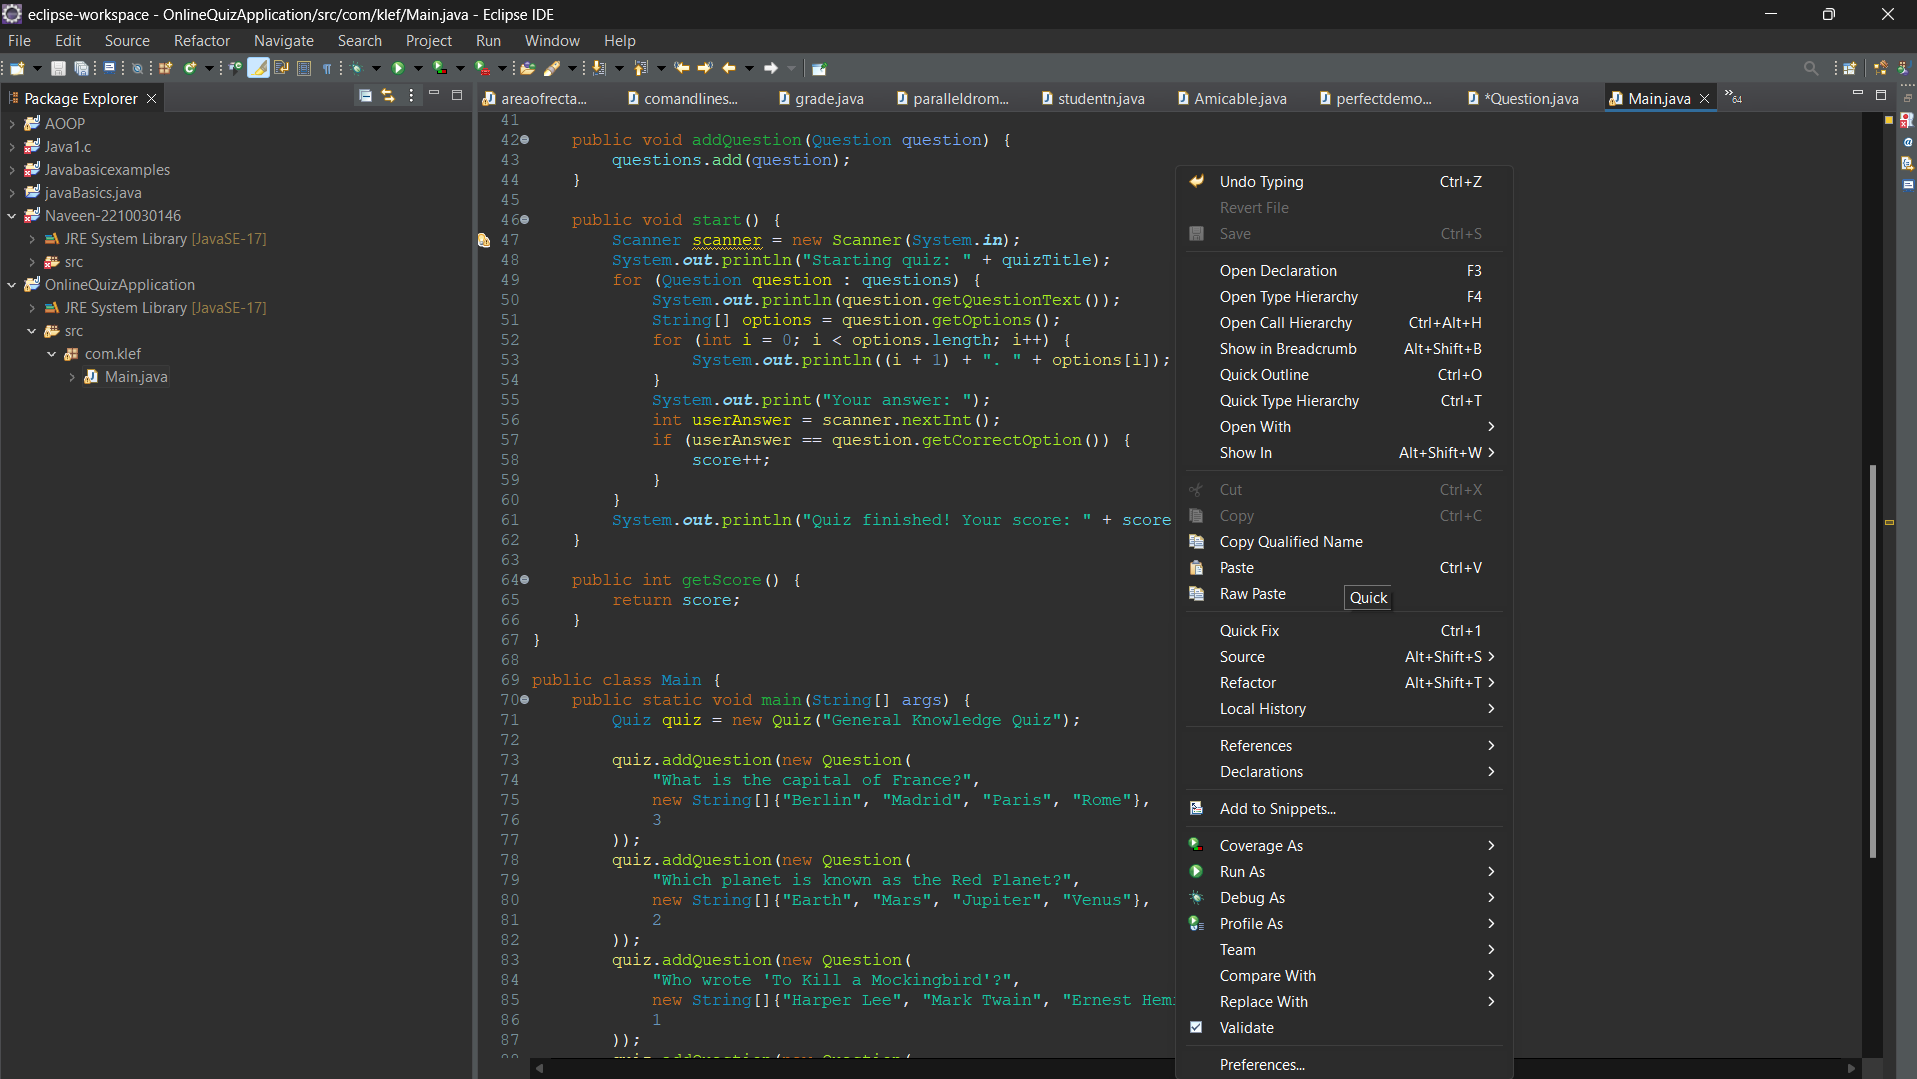 eclipse-workspace - OnlineQuizApplication/src/com/klef/Main.java - Eclipse IDE
File Edit Source Refactor Navigate Search Project Run Window Help
Package Explorer
areaofrecta...
comandlines...
grade.java
paralleldrom...
studentn.java
Amicable.java
perfectdemo...
*Question.java
Main.java
»64
AOOP
Java1.c
Javabasicexamples
javaBasics.java
Naveen-2210030146
JRE System Library [JavaSE-17]
src
OnlineQuizApplication
JRE System Library [JavaSE-17]
src
com.klef
Main.java
41
42 public void addQuestion(Question question) {
43 questions.add(question);
44 }
45
46 public void start() {
47 Scanner scanner = new Scanner(System.in);
48 System.out.println("Starting quiz: " + quizTitle);
49 for (Question question : questions) {
50 System.out.println(question.getQuestionText());
51 String[] options = question.getOptions();
52 for (int i = 0; i < options.length; i++) {
53 System.out.println((i + 1) + ". " + options[i]);
54 }
55 System.out.print("Your answer: ");
56 int userAnswer = scanner.nextInt();
57 if (userAnswer == question.getCorrectOption()) {
58 score++;
59 }
60 }
61 System.out.println("Quiz finished! Your score: " + score
62 }
63
64 public int getScore() {
65 return score;
66 }
67 }
68
69 public class Main {
70 public static void main(String[] args) {
71 Quiz quiz = new Quiz("General Knowledge Quiz");
72
73 quiz.addQuestion(new Question(
74 "What is the capital of France?",
75 new String[]{"Berlin", "Madrid", "Paris", "Rome"},
76 3
77 ));
78 quiz.addQuestion(new Question(
79 "Which planet is known as the Red Planet?",
80 new String[]{"Earth", "Mars", "Jupiter", "Venus"},
81 2
82 ));
83 quiz.addQuestion(new Question(
84 "Who wrote 'To Kill a Mockingbird'?",
85 new String[]{"Harper Lee", "Mark Twain", "Ernest Hem
86 1
87 ));
Undo Typing Ctrl+Z
Revert File
Save Ctrl+S
Open Declaration F3
Open Type Hierarchy F4
Open Call Hierarchy Ctrl+Alt+H
Show in Breadcrumb Alt+Shift+B
Quick Outline Ctrl+O
Quick Type Hierarchy Ctrl+T
Open With
Show In Alt+Shift+W
Cut Ctrl+X
Copy Ctrl+C
Copy Qualified Name
Paste Ctrl+V
Raw Paste
Quick
Quick Fix Ctrl+1
Source Alt+Shift+S
Refactor Alt+Shift+T
Local History
References
Declarations
Add to Snippets...
Coverage As
Run As
Debug As
Profile As
Team
Compare With
Replace With
Validate
Preferences...